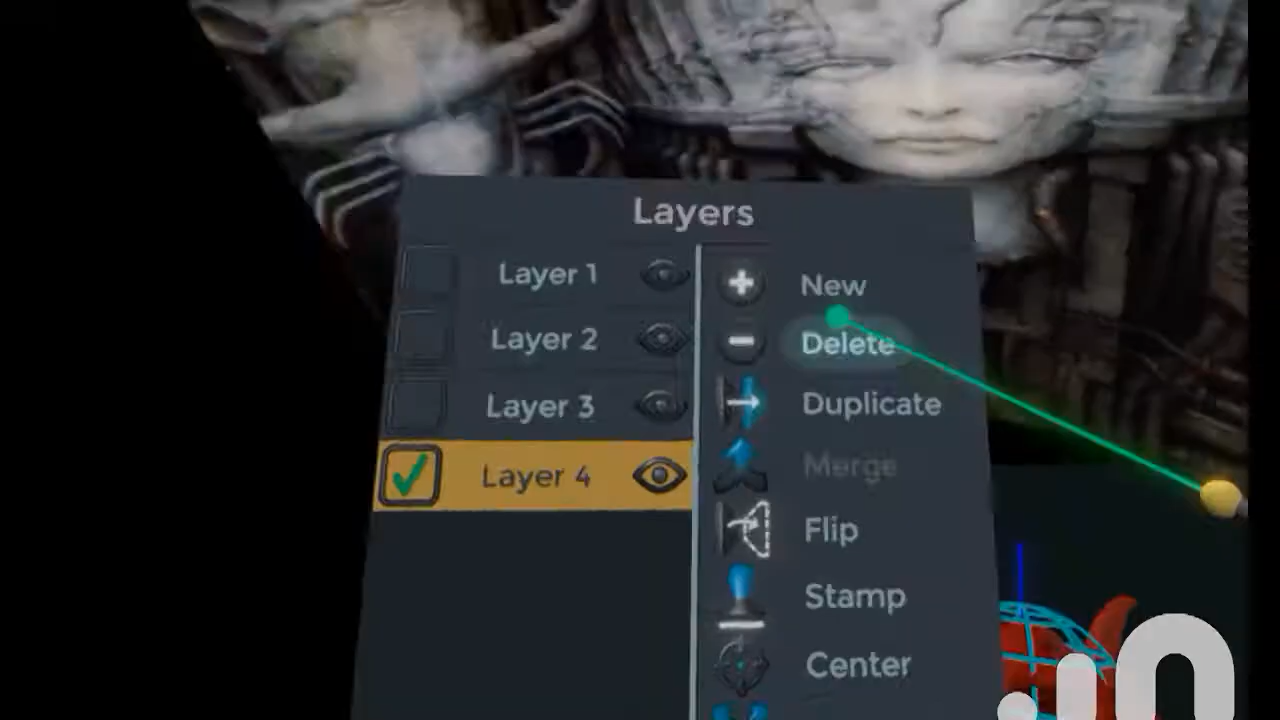 Layers
Layer 1
Layer 2
Layer 3
Layer 4
New
Delete
Duplicate
Merge
Flip
Stamp
Center